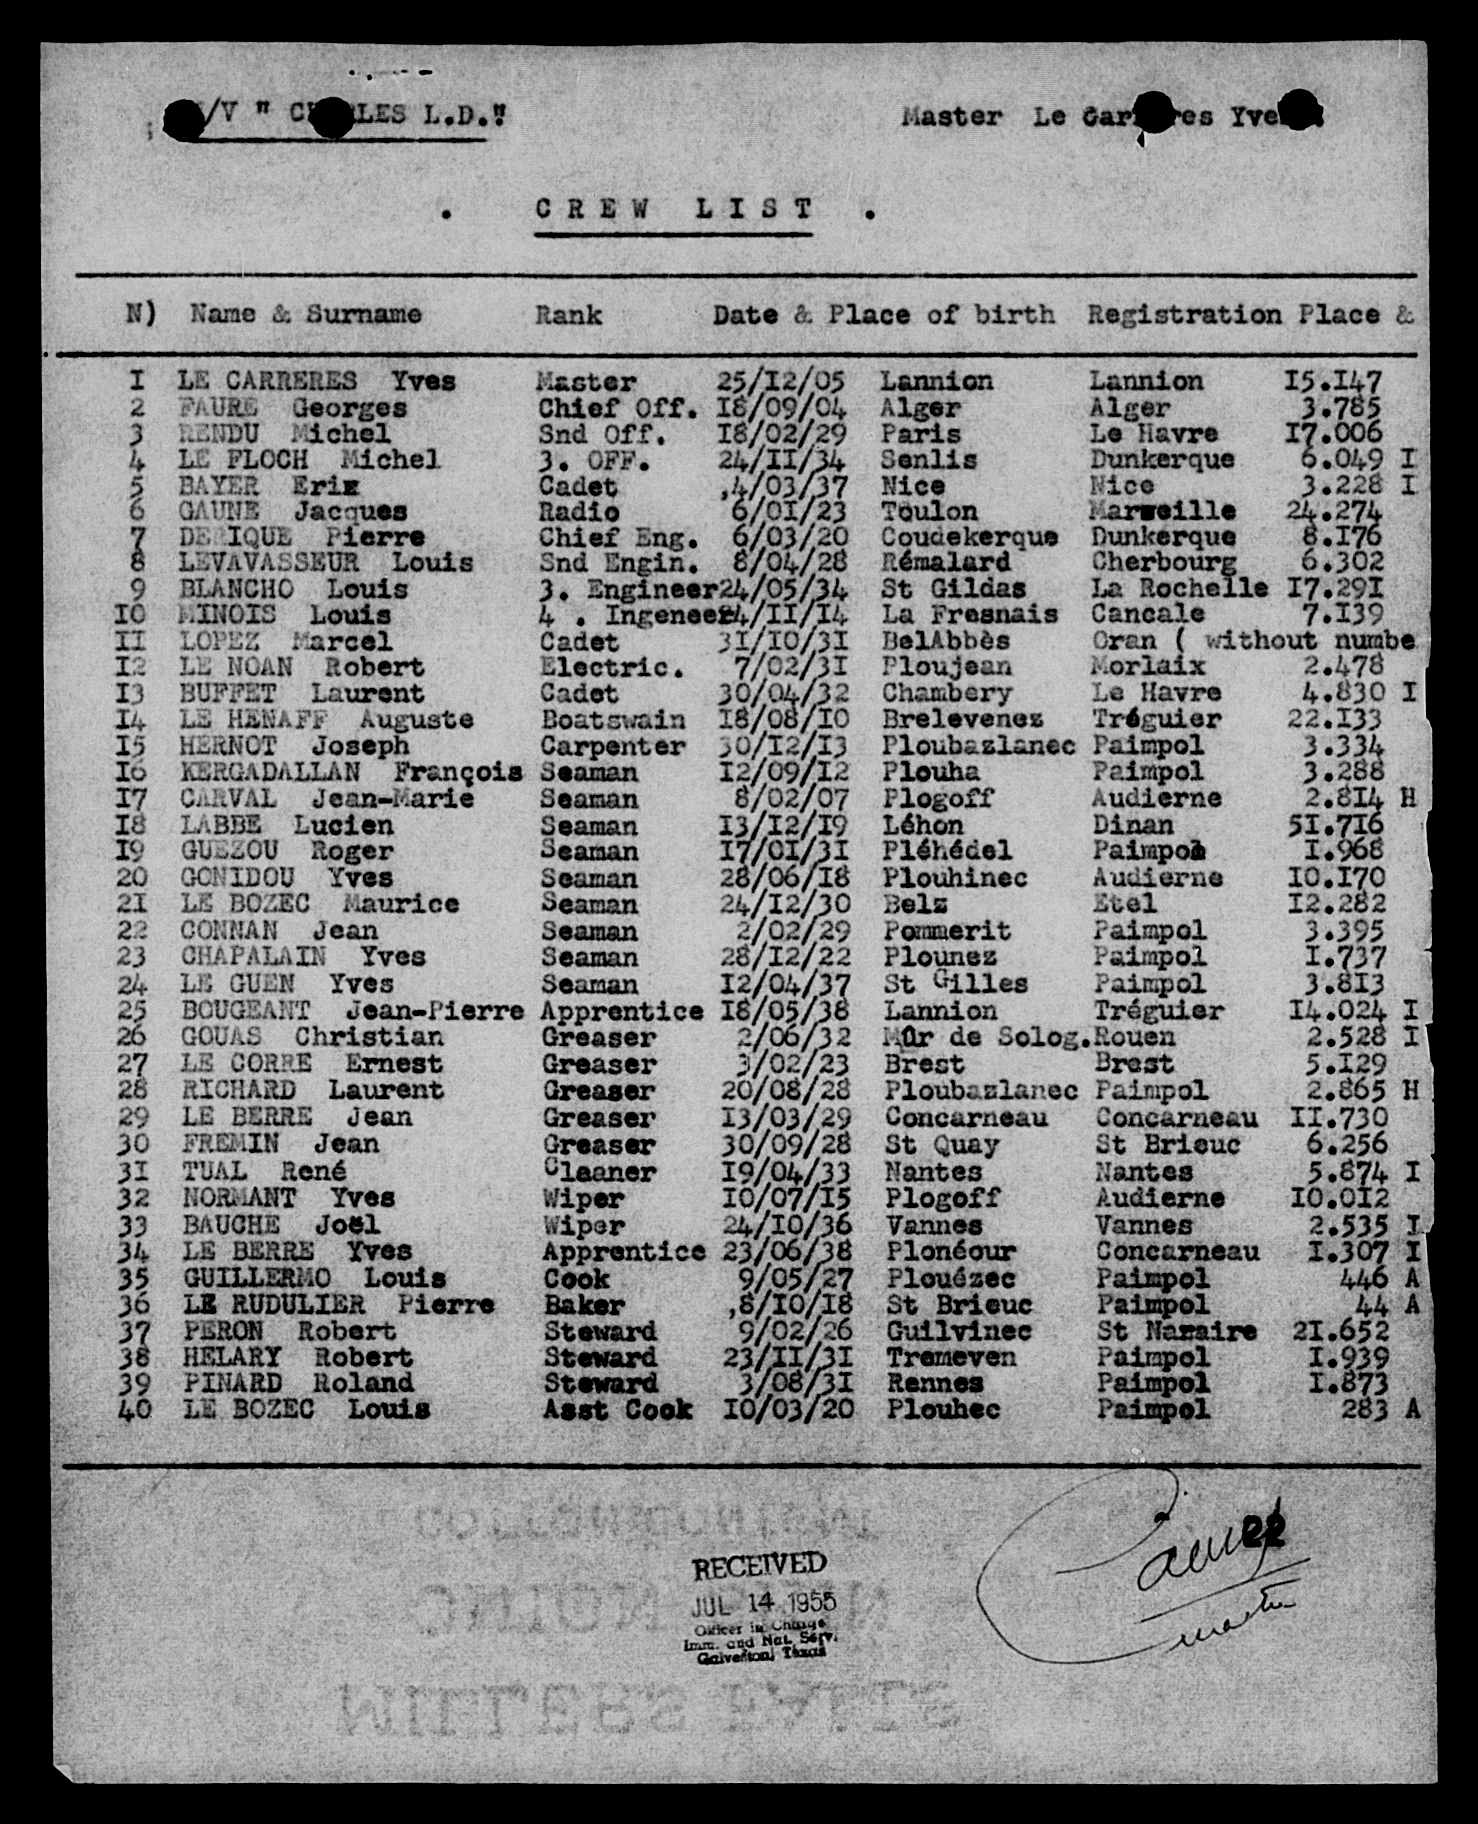 /V " CHARLES L.D."
Master Le Carreres Yves
. CREW LIST .
N) Name & Surname Rank Date & Place of birth Registration Place &
I LE CARRERES Yves Master 25/I2/05 Lannion Lannion I5.I47
2 FAURE Georges Chief Off. I8/09/04 Alger Alger 3.785
3 RENDU Michel Snd Off. I8/02/29 Paris Le Havre I7.006
4 LE FLOCH Michel 3. OFF. 24/II/34 Senlis Dunkerque 6.049 I
5 BAYER Eric Cadet ,4/03/37 Nice Nice 3.228 I
6 GAUNE Jacques Radio 6/0I/23 Toulon Marseille 24.274
7 Pierre Chief Eng. 6/03/20 Coudekerque Dunkerque 8.I76
8 LEVAVASSEUR Louis Snd Engin. 8/04/28 Rémalard Cherbourg 6.302
9 BLANCHO Louis 3. Engineer24/05/34 St Gildas La Rochelle I7.29I
I0 MINOIS Louis 4 . Ingeneer24/II/I4 La Fresnais Cancale 7.I39
II LOPEZ Marcel Cadet 3I/I0/3I BelAbbès Oran ( without numbe
I2 LE NOAN Robert Electric. 7/02/3I Ploujean Morlaix 2.478
I3 BUFFET Laurent Cadet 30/04/32 Chambery Le Havre 4.830 I
I4 LE HENAFF Auguste Boatswain I8/08/I0 Brelevenez Tréguier 22.I33
I5 HERNOT Joseph Carpenter 30/I2/I3 Ploubazlanec Paimpol 3.334
I6 KERGADALLAN François Seaman I2/09/I2 Plouha Paimpol 3.288
I7 CARVAL Jean-Marie Seaman 8/02/07 Plogoff Audierne 2.8I4 H
I8 LABBE Lucien Seaman I3/I2/I9 Léhon Dinan 5I.7I6
I9 GUEZOU Roger Seaman I7/0I/3I Pléhédel Paimpol I.968
20 GONIDOU Yves Seaman 28/06/I8 Plouhinec Audierne I0.I70
2I LE BOZEC Maurice Seaman 24/I2/30 Belz Etel I2.282
22 CONNAN Jean Seaman 2/02/29 Pommerit Paimpol 3.395
23 CHAPALAIN Yves Seaman 28/I2/22 Plounez Paimpol I.737
24 LE GUEN Yves Seaman I2/04/37 St Gilles Paimpol 3.8I3
25 BOUGEANT Jean-Pierre Apprentice I8/05/38 Lannion Tréguier I4.024 I
26 GOUAS Christian Greaser 2/06/32 Mûr de Solog.Rouen 2.528 I
27 LE CORRE Ernest Greaser 3/02/23 Brest Brest 5.I29
28 RICHARD Laurent Greaser 20/08/28 Ploubazlanec Paimpol 2.865 H
29 LE BERRE Jean Greaser I3/03/29 Concarneau Concarneau II.730
30 FREMIN Jean Greaser 30/09/28 St Quay St Brieuc 6.256
3I TUAL René Cleaner I9/04/33 Nantes Nantes 5.874 I
32 NORMANT Yves Wiper I0/07/I5 Plogoff Audierne I0.0I2
33 BAUCHE Joël Wiper 24/I0/36 Vannes Vannes 2.535 I
34 LE BERRE Yves Apprentice 23/06/38 Plonéour Concarneau I.307 I
35 GUILLERMO Louis Cook 9/05/27 Plouézec Paimpol 446 A
36 LE RUDULIER Pierre Baker ,8/I0/I8 St Brieuc Paimpol 44 A
37 PERON Robert Steward 9/02/26 Guilvinec St Nazaire 2I.652
38 HELARY Robert Steward 23/II/3I Tremeven Paimpol I.939
39 PINARD Roland Steward 3/08/3I Rennes Paimpol I.873
40 LE BOZEC Louis Asst Cook I0/03/20 Plouhec Paimpol 283 A
22
RECEIVED
JUL 14 1955
Officer in Charge
Imm. and Nat. Serv.
Galveston, Texas
master